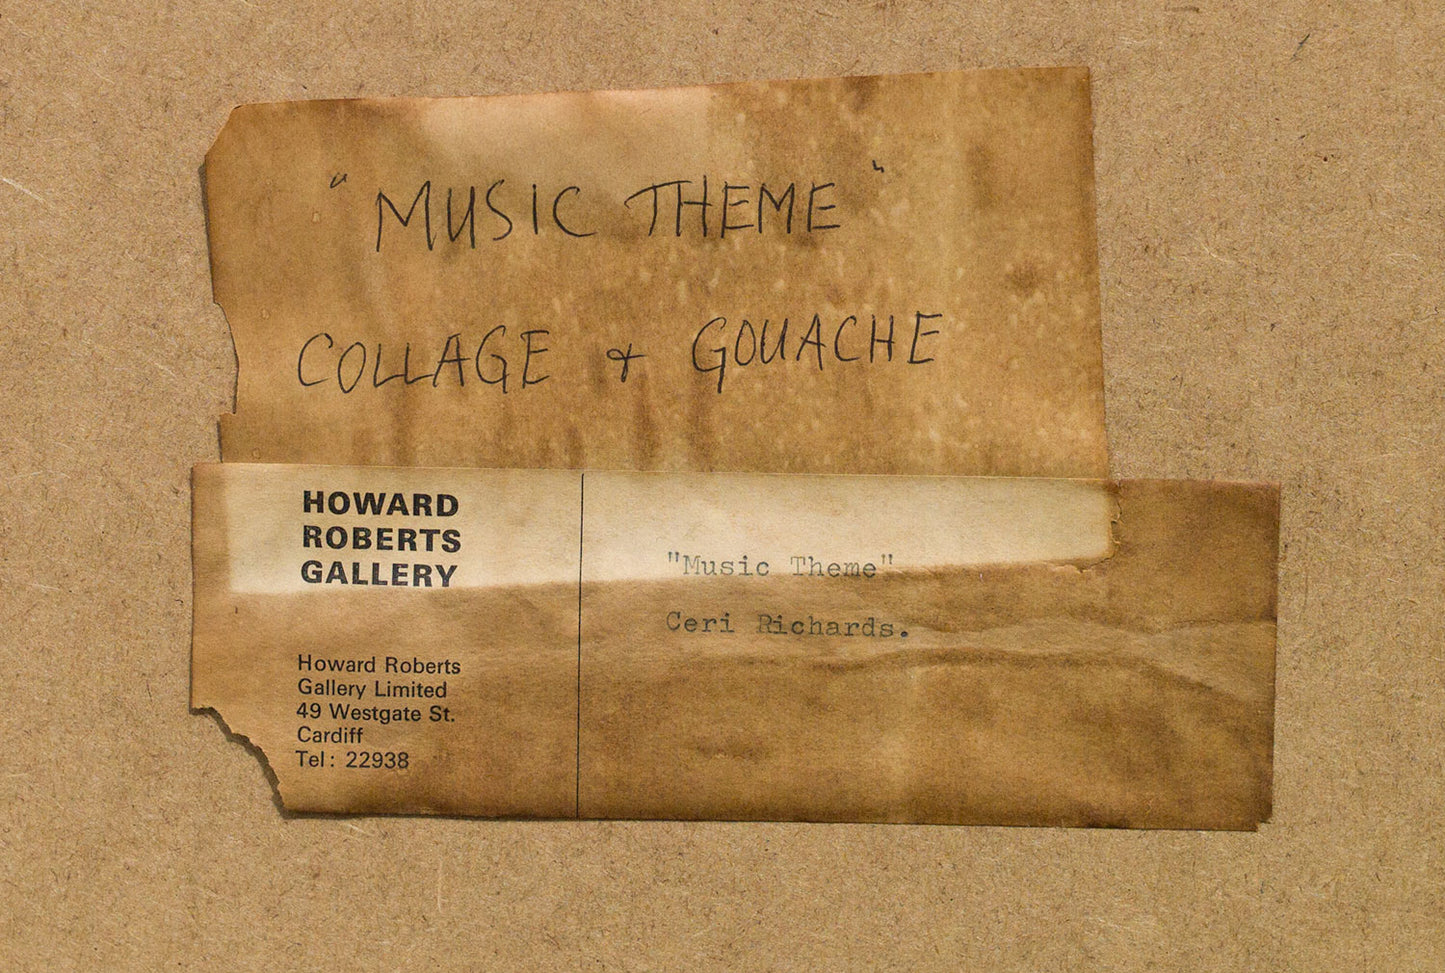 "MUSIC THEME"
COLLAGE & GOUACHE
HOWARD
ROBERTS
GALLERY
Howard Roberts
Gallery Limited
49 Westgate St.
Cardiff
Tel: 22938
"Music Theme"
Ceri Richards.